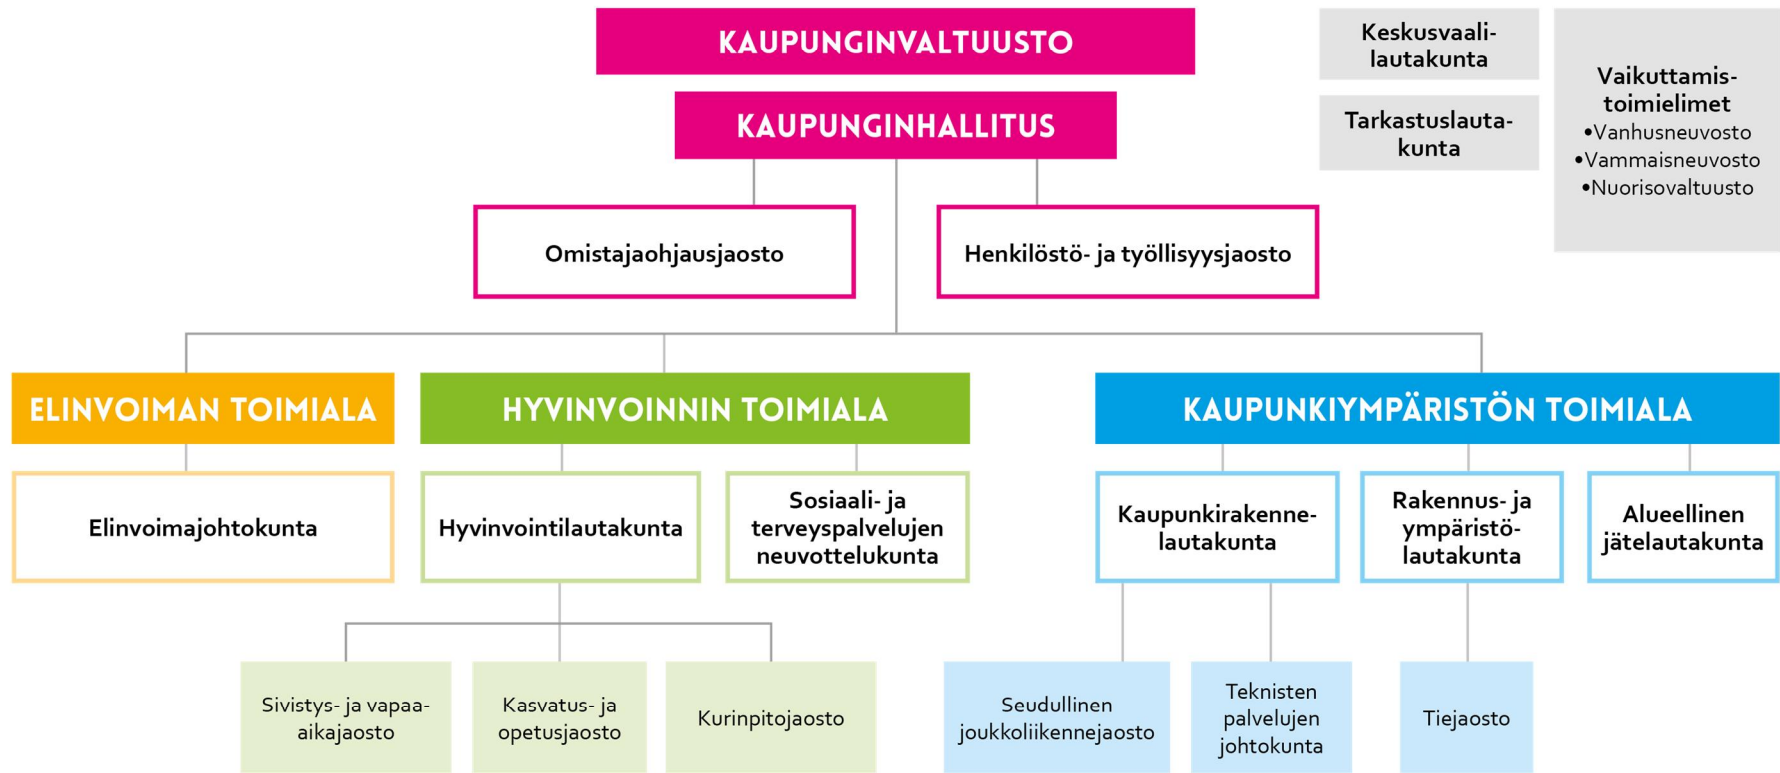 KAUPUNGINVALTUUSTO
KAUPUNGINHALLITUS
Keskusvaali-
lautakunta
Tarkastuslauta-
kunta
Vaikuttamis-
toimielimet
•Vanhusneuvosto
•Vammaisneuvosto
•Nuorisovaltuusto
Omistajaohjausjaosto
Henkilöstö- ja työllisyysjaosto
ELINVOIMAN TOIMIALA
HYVINVOINNIN TOIMIALA
KAUPUNKIYMPÄRISTÖN TOIMIALA
Elinvoimajohtokunta
Hyvinvointilautakunta
Sosiaali- ja
terveyspalvelujen
neuvottelukunta
Kaupunkirakenne-
lautakunta
Rakennus- ja
ympäristö-
lautakunta
Alueellinen
jätelautakunta
Sivistys- ja vapaa-
aikajaosto
Kasvatus- ja
opetusjaosto
Kurinpitojaosto
Seudullinen
joukkoliikennejaosto
Teknisten
palvelujen
johtokunta
Tiejaosto